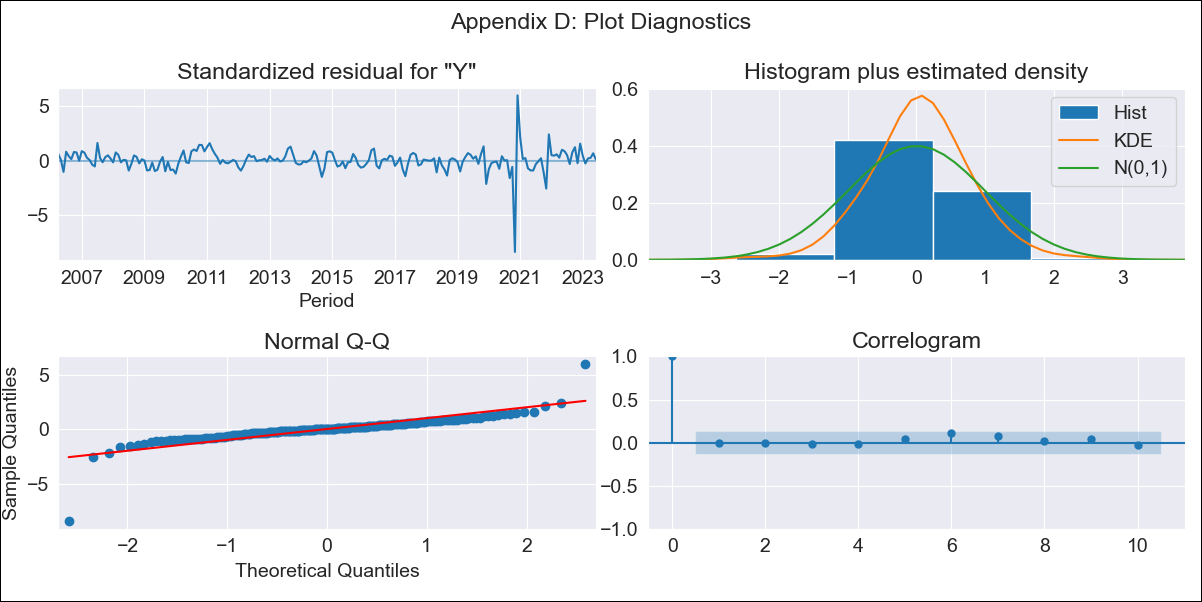 Appendix D: Plot Diagnostics
Standardized residual for "Y"
5
0
−5
2007 2009 2011 2013 2015 2017 2019 2021 2023
Period
Histogram plus estimated density
0.6
0.4
0.2
0.0
−3 −2 −1 0 1 2 3
Hist
KDE
N(0,1)
Normal Q-Q
Sample Quantiles
5
0
−5
−2 −1 0 1 2
Theoretical Quantiles
Correlogram
1.0
0.5
0.0
−0.5
−1.0
0 2 4 6 8 10